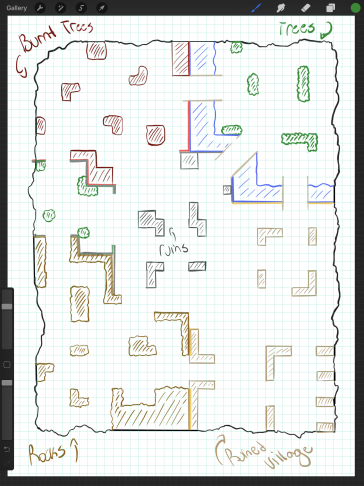 Gallery
Burnt Trees
Trees
ruins
Rocks
Ruined
village